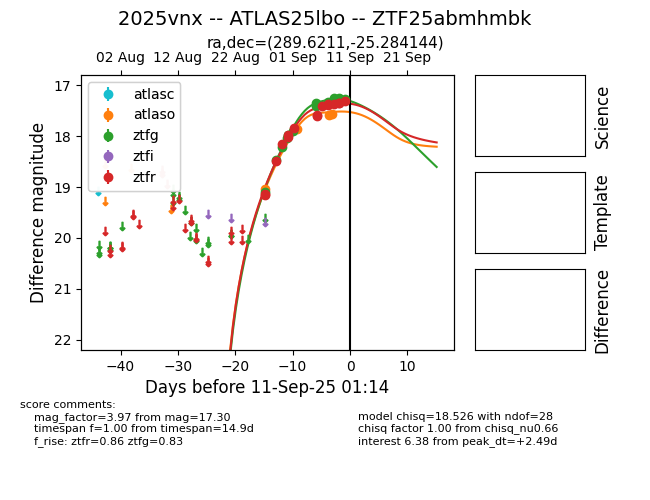 2025vnx -- ATLAS25lbo -- ZTF25abmhmbk
ra,dec=(289.6211,-25.284144)
02 Aug 12 Aug 22 Aug 01 Sep 11 Sep 21 Sep
17
18
19
20
21
22
Difference magnitude
atlasc
atlaso
ztfg
ztfi
ztfr
−40 −30 −20 −10 0 10
Days before 11-Sep-25 01:14
Science
Template
Difference
score comments:
mag_factor=3.97 from mag=17.30
timespan f=1.00 from timespan=14.9d
f_rise: ztfr=0.86 ztfg=0.83
model chisq=18.526 with ndof=28
chisq factor 1.00 from chisq_nu0.66
interest 6.38 from peak_dt=+2.49d